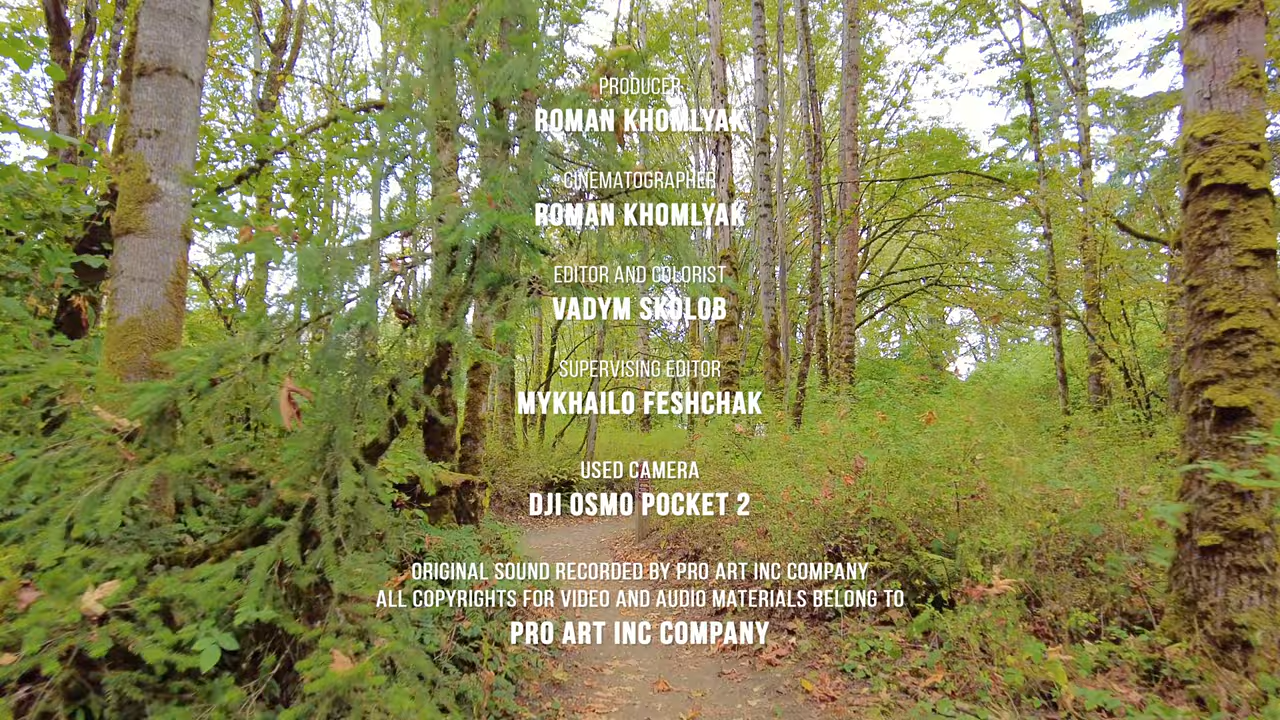 PRODUCER
ROMAN KHOMLYAK
CINEMATOGRAPHER
ROMAN KHOMLYAK
EDITOR AND COLORIST
VADYM SKOLOB
SUPERVISING EDITOR
MYKHAILO FESHCHAK
USED CAMERA
DJI OSMO POCKET 2
ORIGINAL SOUND RECORDED BY PRO ART INC COMPANY
ALL COPYRIGHTS FOR VIDEO AND AUDIO MATERIALS BELONG TO
PRO ART INC COMPANY